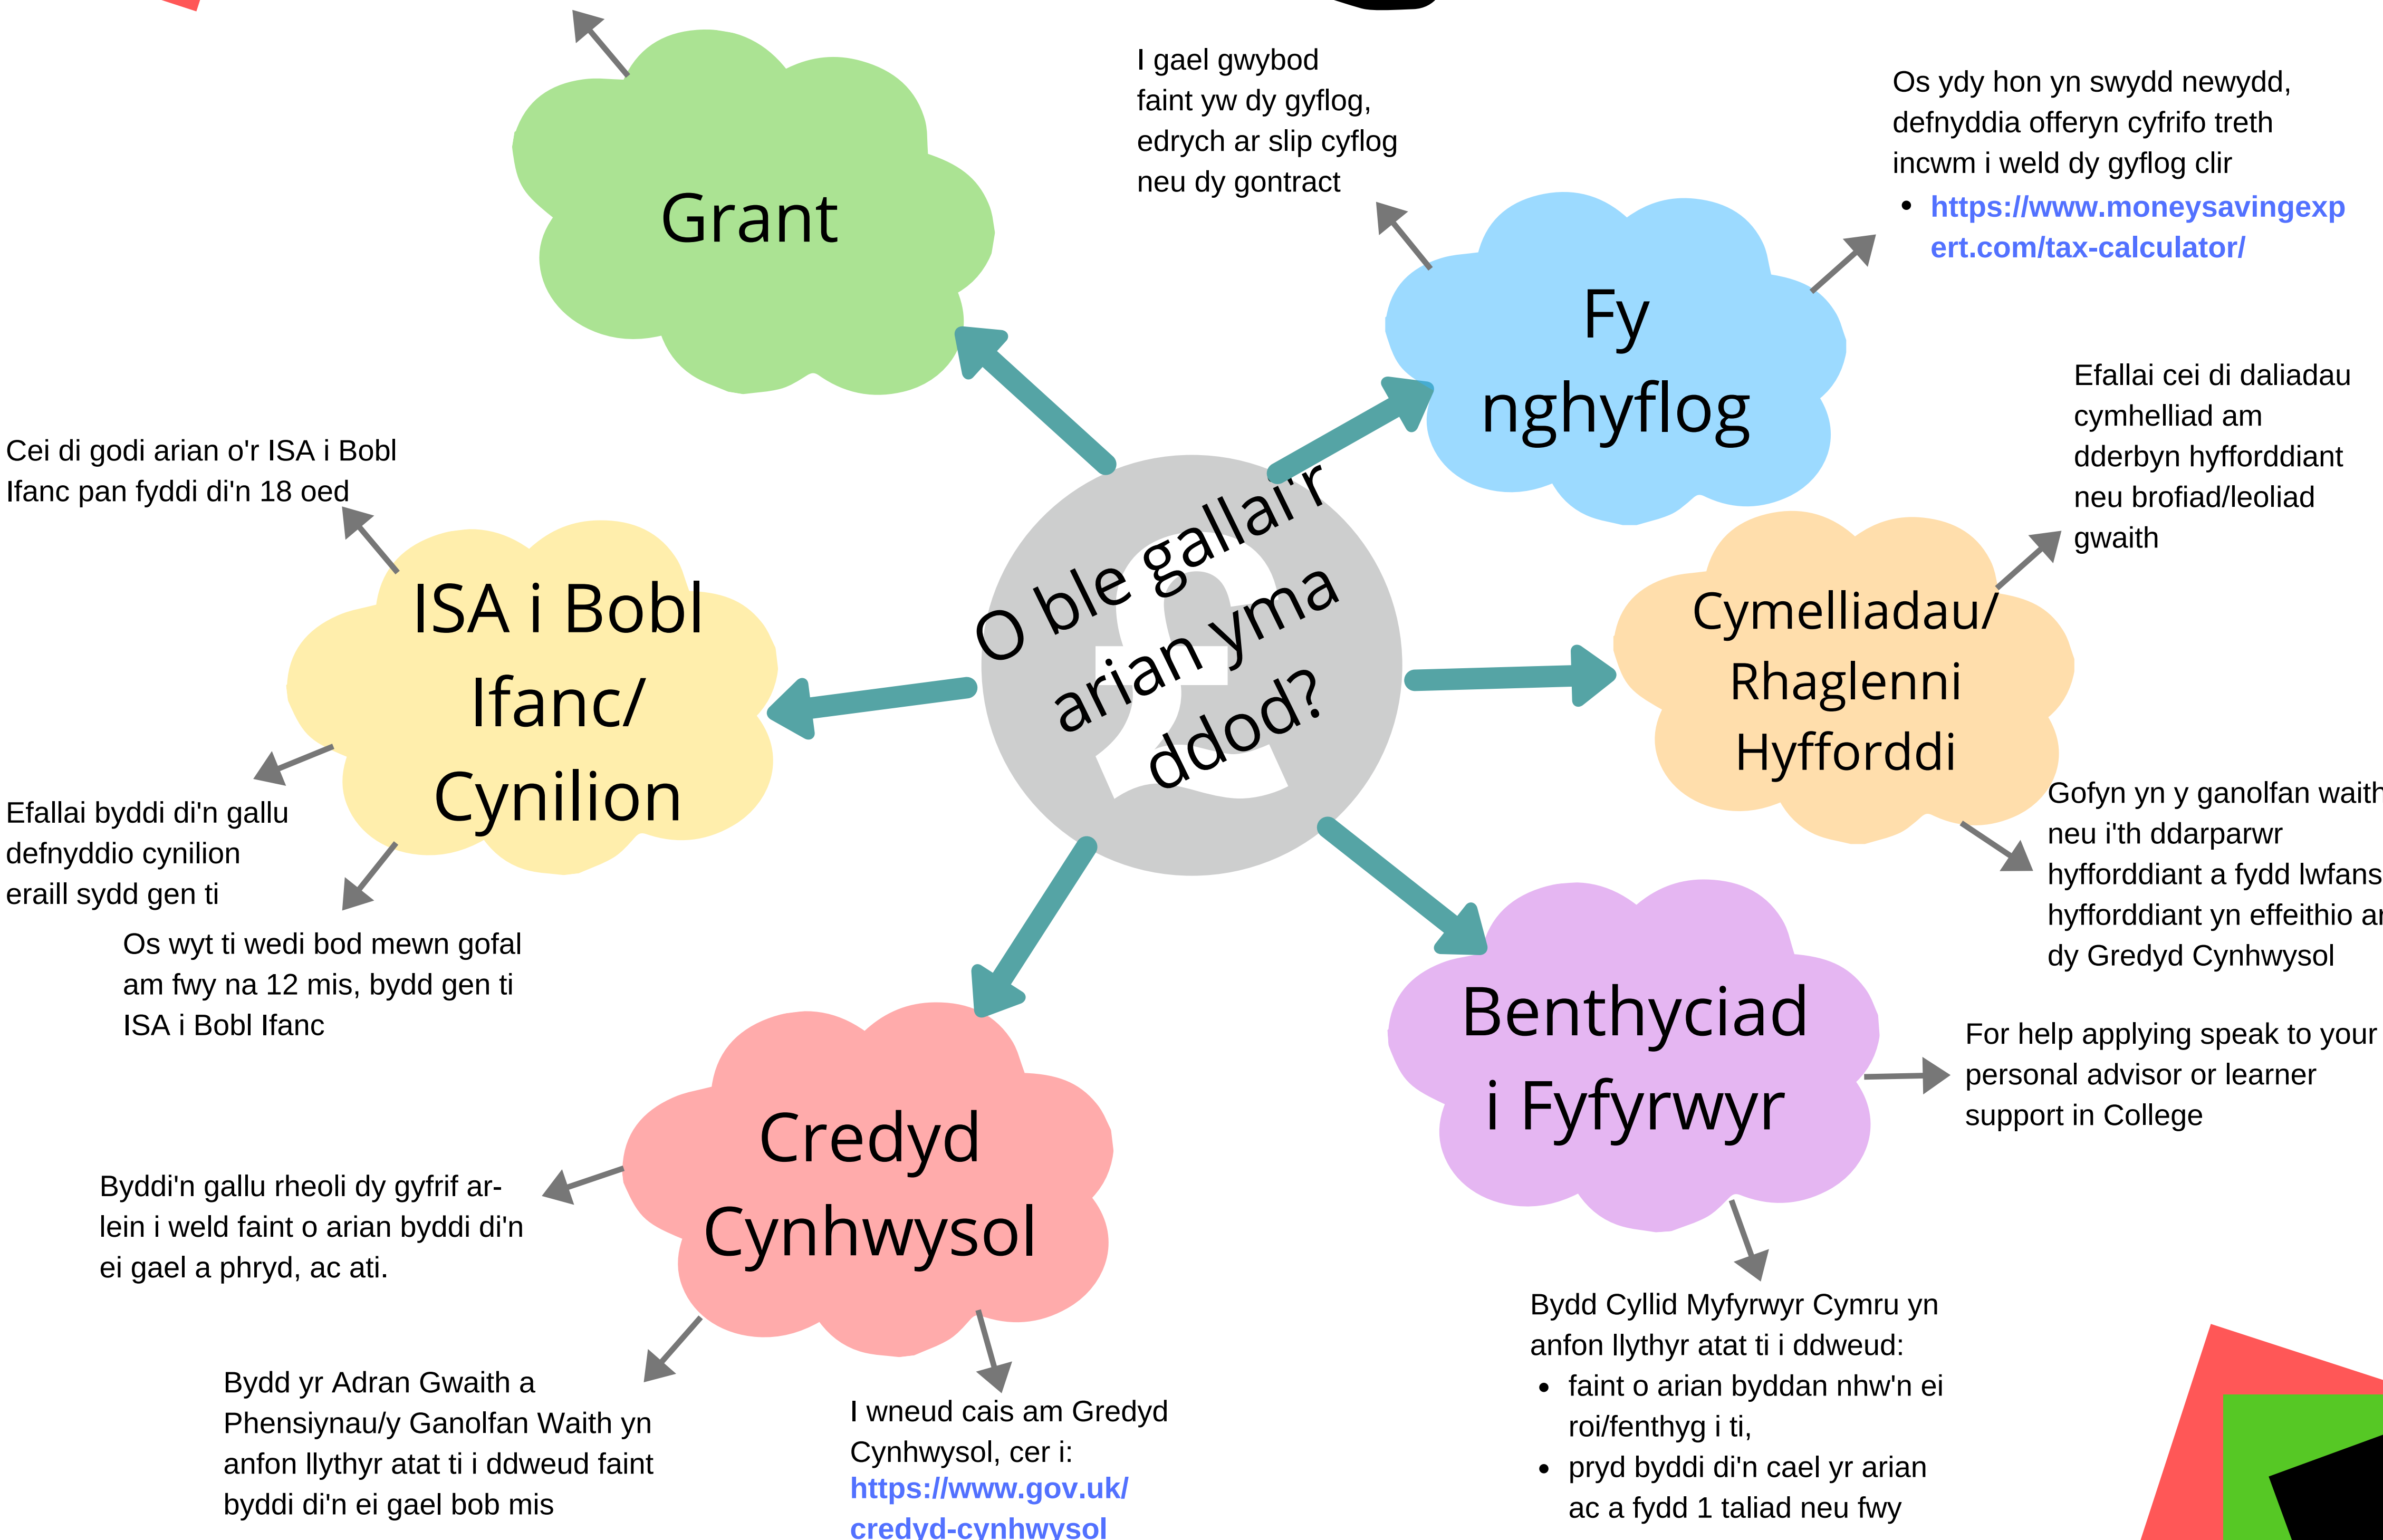 Grant
I gael gwybod
faint yw dy gyflog,
edrych ar slip cyflog
neu dy gontract
Os ydy hon yn swydd newydd,
defnyddia offeryn cyfrifo treth
incwm i weld dy gyflog clir
• https://www.moneysavingexp
ert.com/tax-calculator/
Fy
nghyflog
Efallai cei di daliadau
cymhelliad am
dderbyn hyfforddiant
neu brofiad/leoliad
gwaith
Cei di godi arian o'r ISA i Bobl
Ifanc pan fyddi di'n 18 oed
ISA i Bobl
Ifanc/
Cynilion
O ble gallai'r
arian yma
ddod?
Cymelliadau/
Rhaglenni
Hyfforddi
Gofyn yn y ganolfan waith
neu i'th ddarparwr
hyfforddiant a fydd lwfans
hyfforddiant yn effeithio ar
dy Gredyd Cynhwysol
Efallai byddi di'n gallu
defnyddio cynilion
eraill sydd gen ti
Os wyt ti wedi bod mewn gofal
am fwy na 12 mis, bydd gen ti
ISA i Bobl Ifanc
Benthyciad
i Fyfyrwyr
For help applying speak to your
personal advisor or learner
support in College
Credyd
Cynhwysol
Byddi'n gallu rheoli dy gyfrif ar-
lein i weld faint o arian byddi di'n
ei gael a phryd, ac ati.
Bydd yr Adran Gwaith a
Phensiynau/y Ganolfan Waith yn
anfon llythyr atat ti i ddweud faint
byddi di'n ei gael bob mis
I wneud cais am Gredyd
Cynhwysol, cer i:
https://www.gov.uk/
credyd-cynhwysol
Bydd Cyllid Myfyrwyr Cymru yn
anfon llythyr atat ti i ddweud:
• faint o arian byddan nhw'n ei
roi/fenthyg i ti,
• pryd byddi di'n cael yr arian
ac a fydd 1 taliad neu fwy